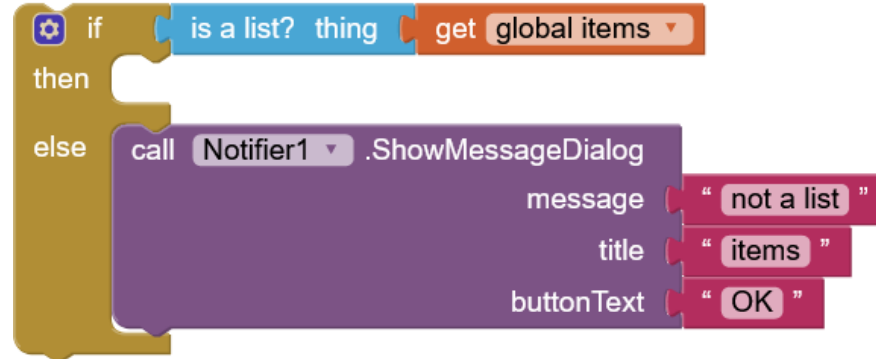 if is a list? thing get global items
then
else call Notifier1 .ShowMessageDialog
message “ not a list ”
title “ items ”
buttonText “ OK ”